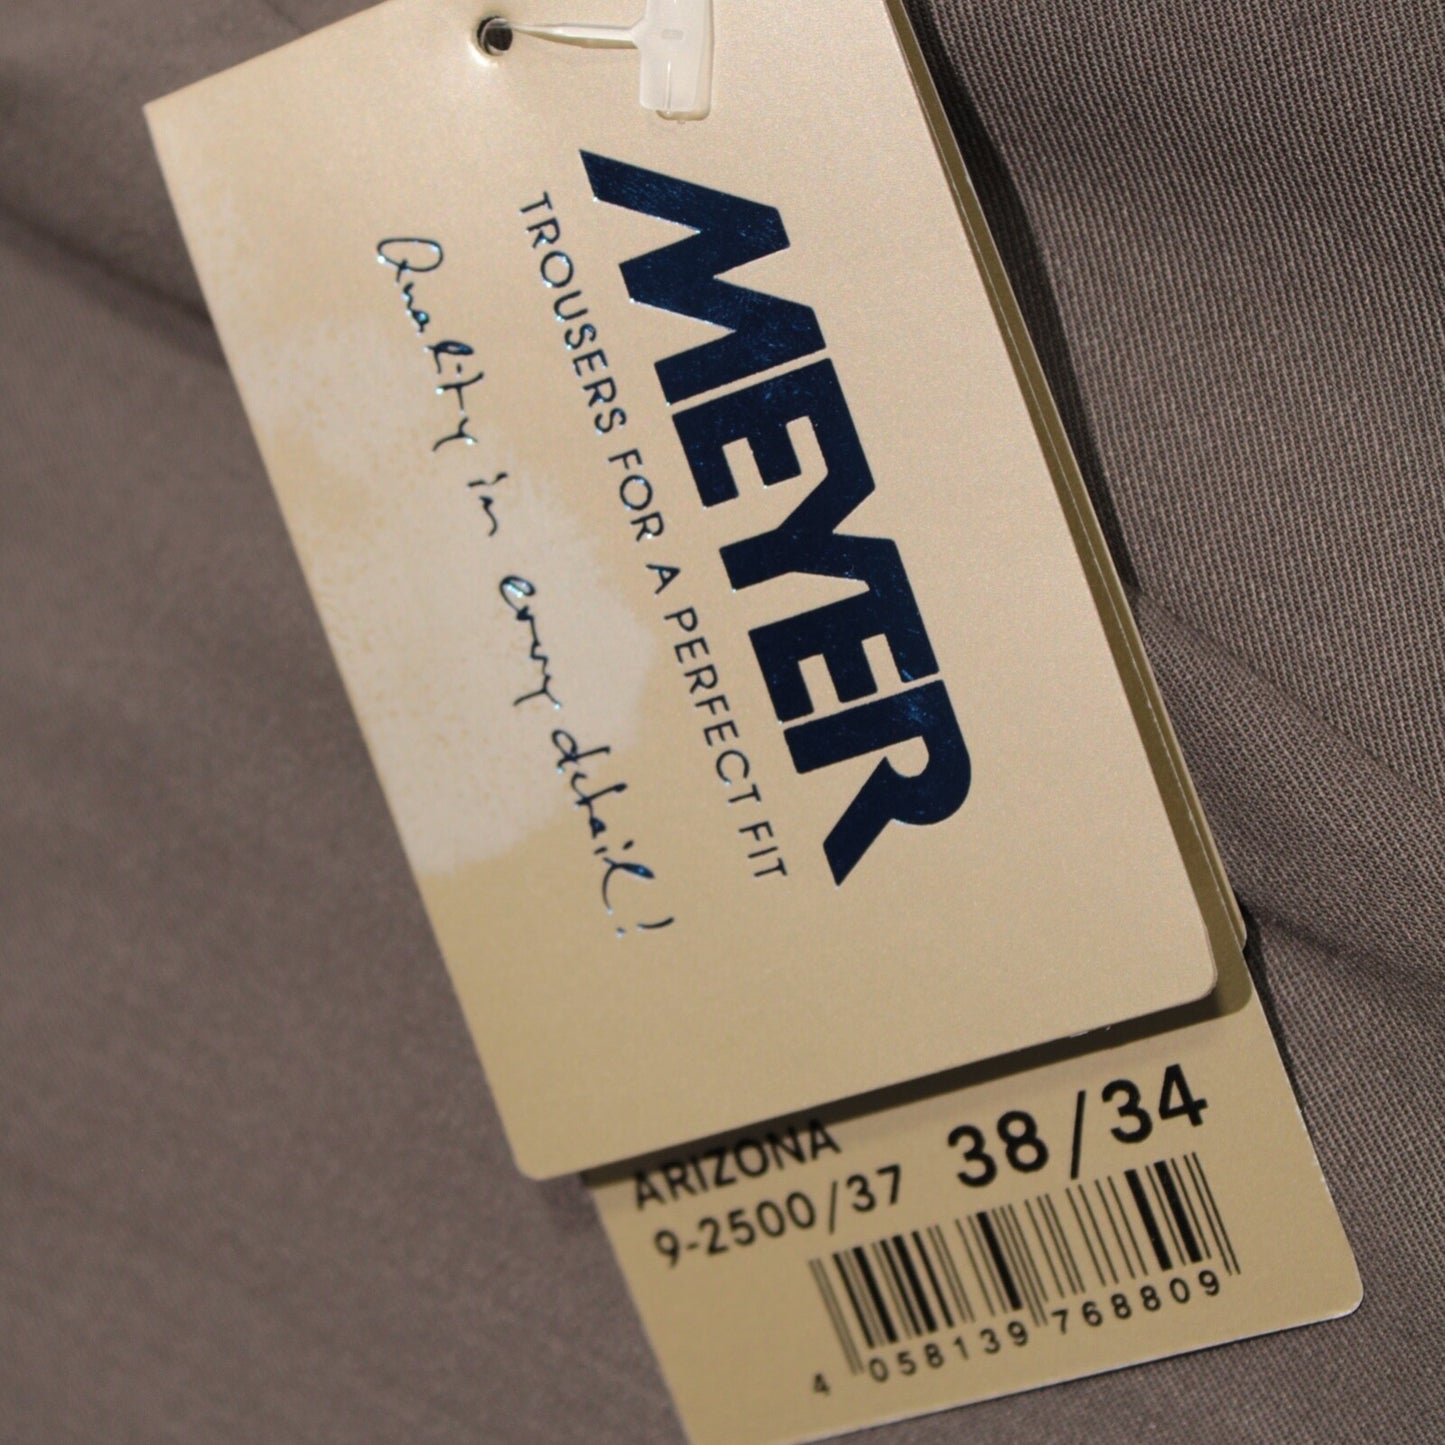 MEYER
TROUSERS FOR A PERFECT FIT
Quality in every detail!
ARIZONA
9-2500/37 38/34
4 058139 768809